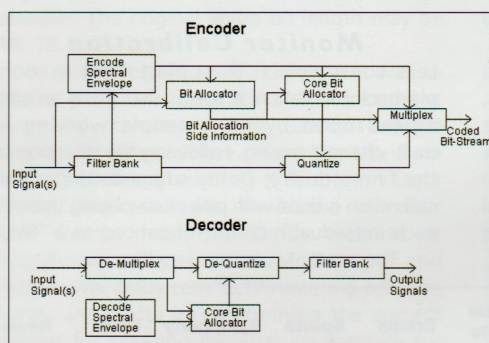 Encoder
Encode
Spectral
Envelope
Bit Allocator
Core Bit
Allocator
Multiplex
Bit Allocation
Side Information
Coded
Bit-Stream
Input
Signal(s)
Filter Bank
Quantize
Decoder
Input
Signal(s)
De-Multiplex
De-Quantize
Filter Bank
Output
Signals
Decode
Spectral
Envelope
Core Bit
Allocator